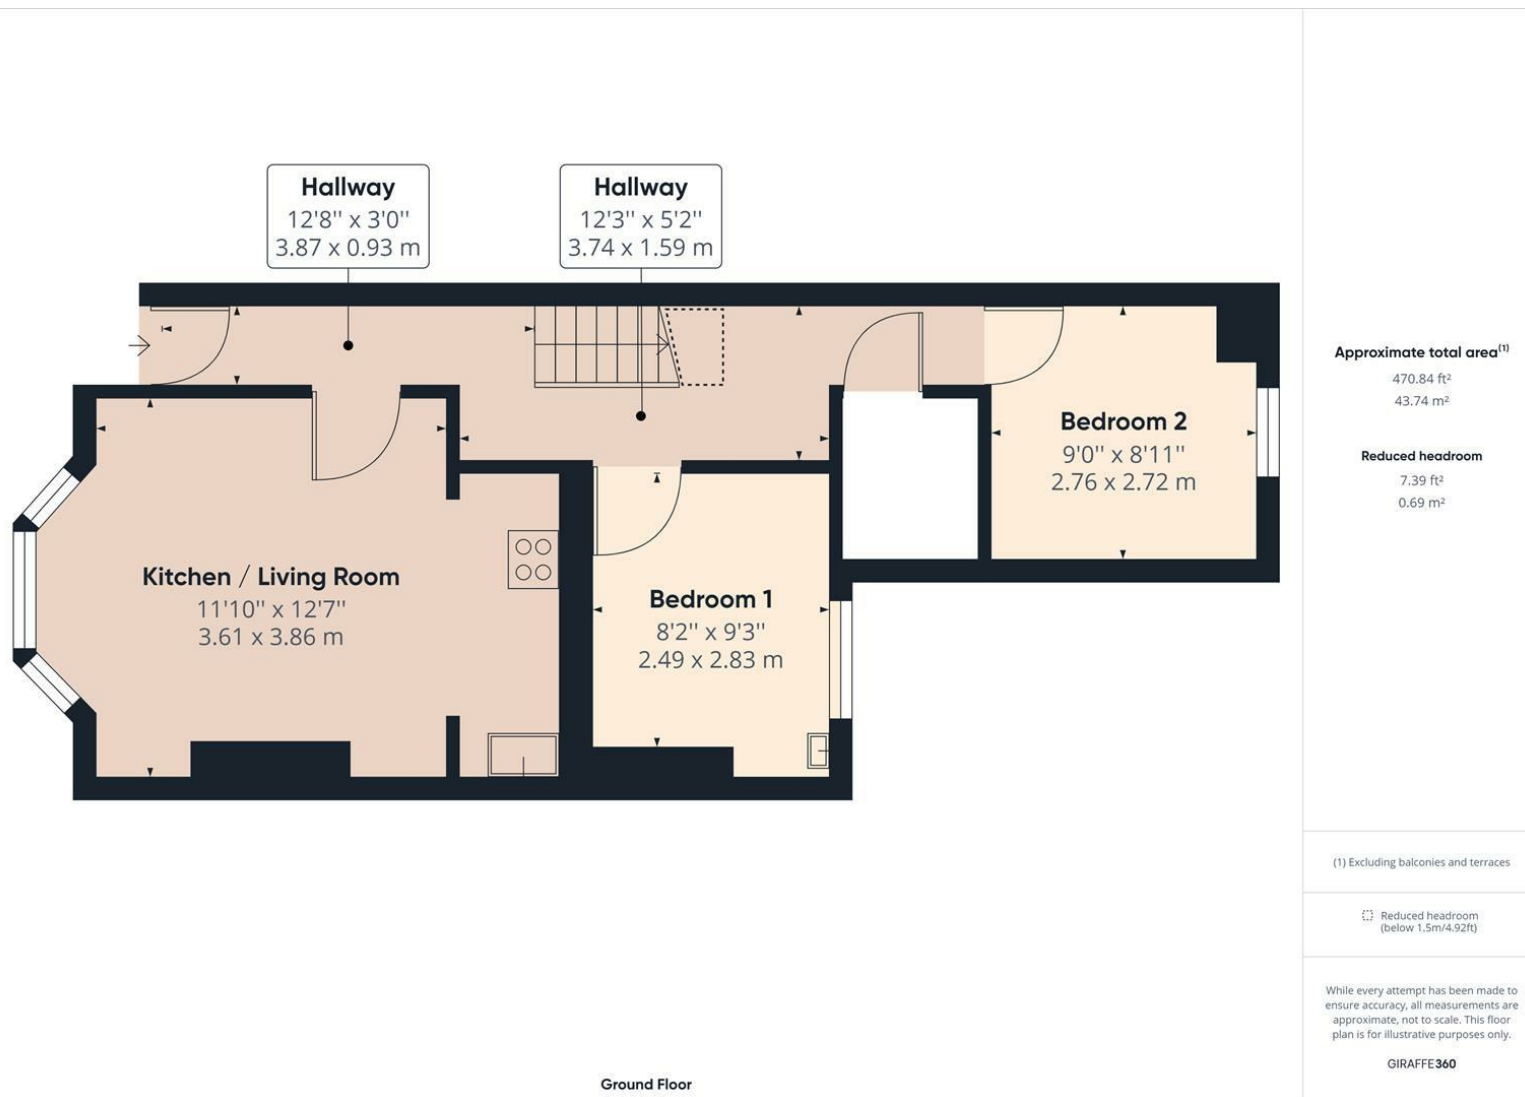 Hallway
12'8'' x 3'0''
3.87 x 0.93 m
Hallway
12'3'' x 5'2''
3.74 x 1.59 m
Kitchen / Living Room
11'10'' x 12'7''
3.61 x 3.86 m
Bedroom 1
8'2'' x 9'3''
2.49 x 2.83 m
Bedroom 2
9'0'' x 8'11''
2.76 x 2.72 m
Ground Floor
Approximate total area(1)
470.84 ft²
43.74 m²
Reduced headroom
7.39 ft²
0.69 m²
(1) Excluding balconies and terraces
Reduced headroom
(below 1.5m/4.92ft)
While every attempt has been made to
ensure accuracy, all measurements are
approximate, not to scale. This floor
plan is for illustrative purposes only.
GIRAFFE360